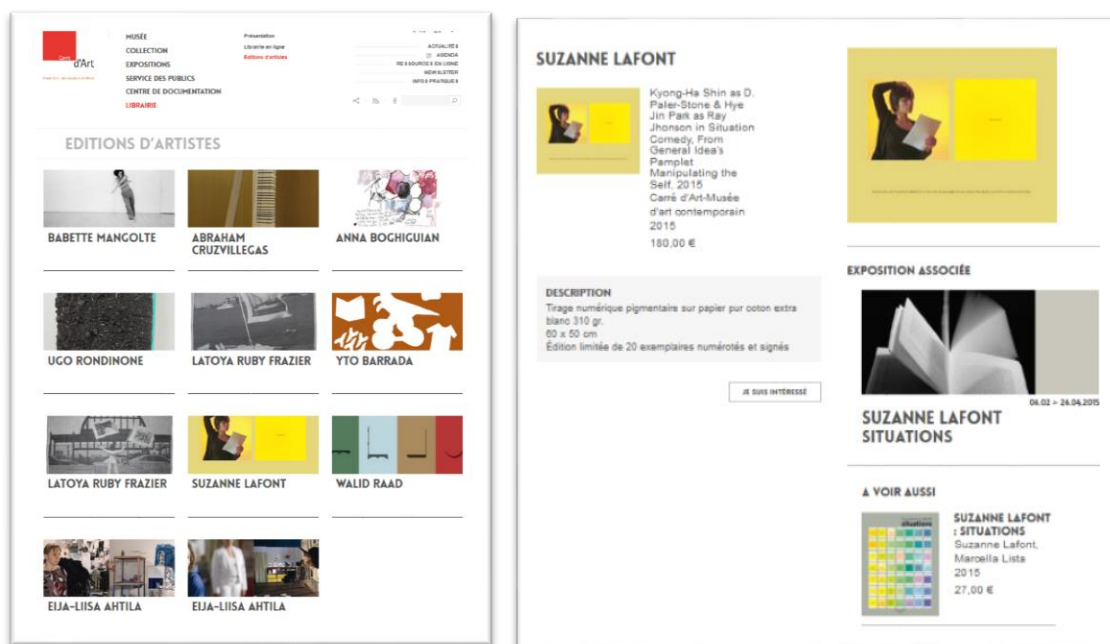 Carré
d'Art
MUSÉE
COLLECTION
EXPOSITIONS
SERVICE DES PUBLICS
CENTRE DE DOCUMENTATION
LIBRAIRIE
Présentation
Librairie en ligne
Editions d'artistes
ACTUALITÉS
AGENDA
RESSOURCES EN LIGNE
NEWSLETTER
INFOS PRATIQUES
EDITIONS D'ARTISTES
BABETTE MANGOLTE
ABRAHAM
CRUZVILLEGAS
ANNA BOGHIGUIAN
UGO RONDINONE
LATOYA RUBY FRAZIER
YTO BARRADA
LATOYA RUBY FRAZIER
SUZANNE LAFONT
WALID RAAD
EIJA-LIISA AHTILA
EIJA-LIISA AHTILA
SUZANNE LAFONT
Kyong-Ha Shin as D.
Paler-Stone & Hye
Jin Park as Ray
Jhonson in Situation
Comedy, From
General Idea's
Pamplet
Manipulating the
Self, 2015
Carré d'Art-Musée
d'art contemporain
2015
180,00 €
DESCRIPTION
Tirage numérique pigmentaire sur papier pur coton extra
blanc 310 gr.
60 x 50 cm
Édition limitée de 20 exemplaires numérotés et signés
JE SUIS INTÉRESSÉ
EXPOSITION ASSOCIÉE
06.02 > 26.04.2015
SUZANNE LAFONT
SITUATIONS
A VOIR AUSSI
situations
SUZANNE LAFONT
: SITUATIONS
Suzanne Lafont,
Marcella Lista
2015
27,00 €